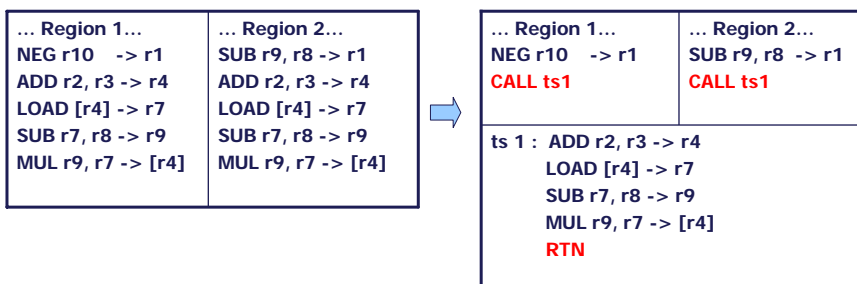 ... Region 1...
NEG r10 -> r1
ADD r2, r3 -> r4
LOAD [r4] -> r7
SUB r7, r8 -> r9
MUL r9, r7 -> [r4]
... Region 2...
SUB r9, r8 -> r1
ADD r2, r3 -> r4
LOAD [r4] -> r7
SUB r7, r8 -> r9
MUL r9, r7 -> [r4]
... Region 1...
NEG r10 -> r1
CALL ts1
... Region 2...
SUB r9, r8 -> r1
CALL ts1
ts 1 : ADD r2, r3 -> r4
LOAD [r4] -> r7
SUB r7, r8 -> r9
MUL r9, r7 -> [r4]
RTN